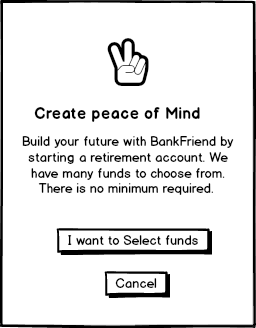 Create peace of Mind
Build your future with BankFriend by
starting a retirement account. We
have many funds to choose from.
There is no minimum required.
I want to Select funds
Cancel